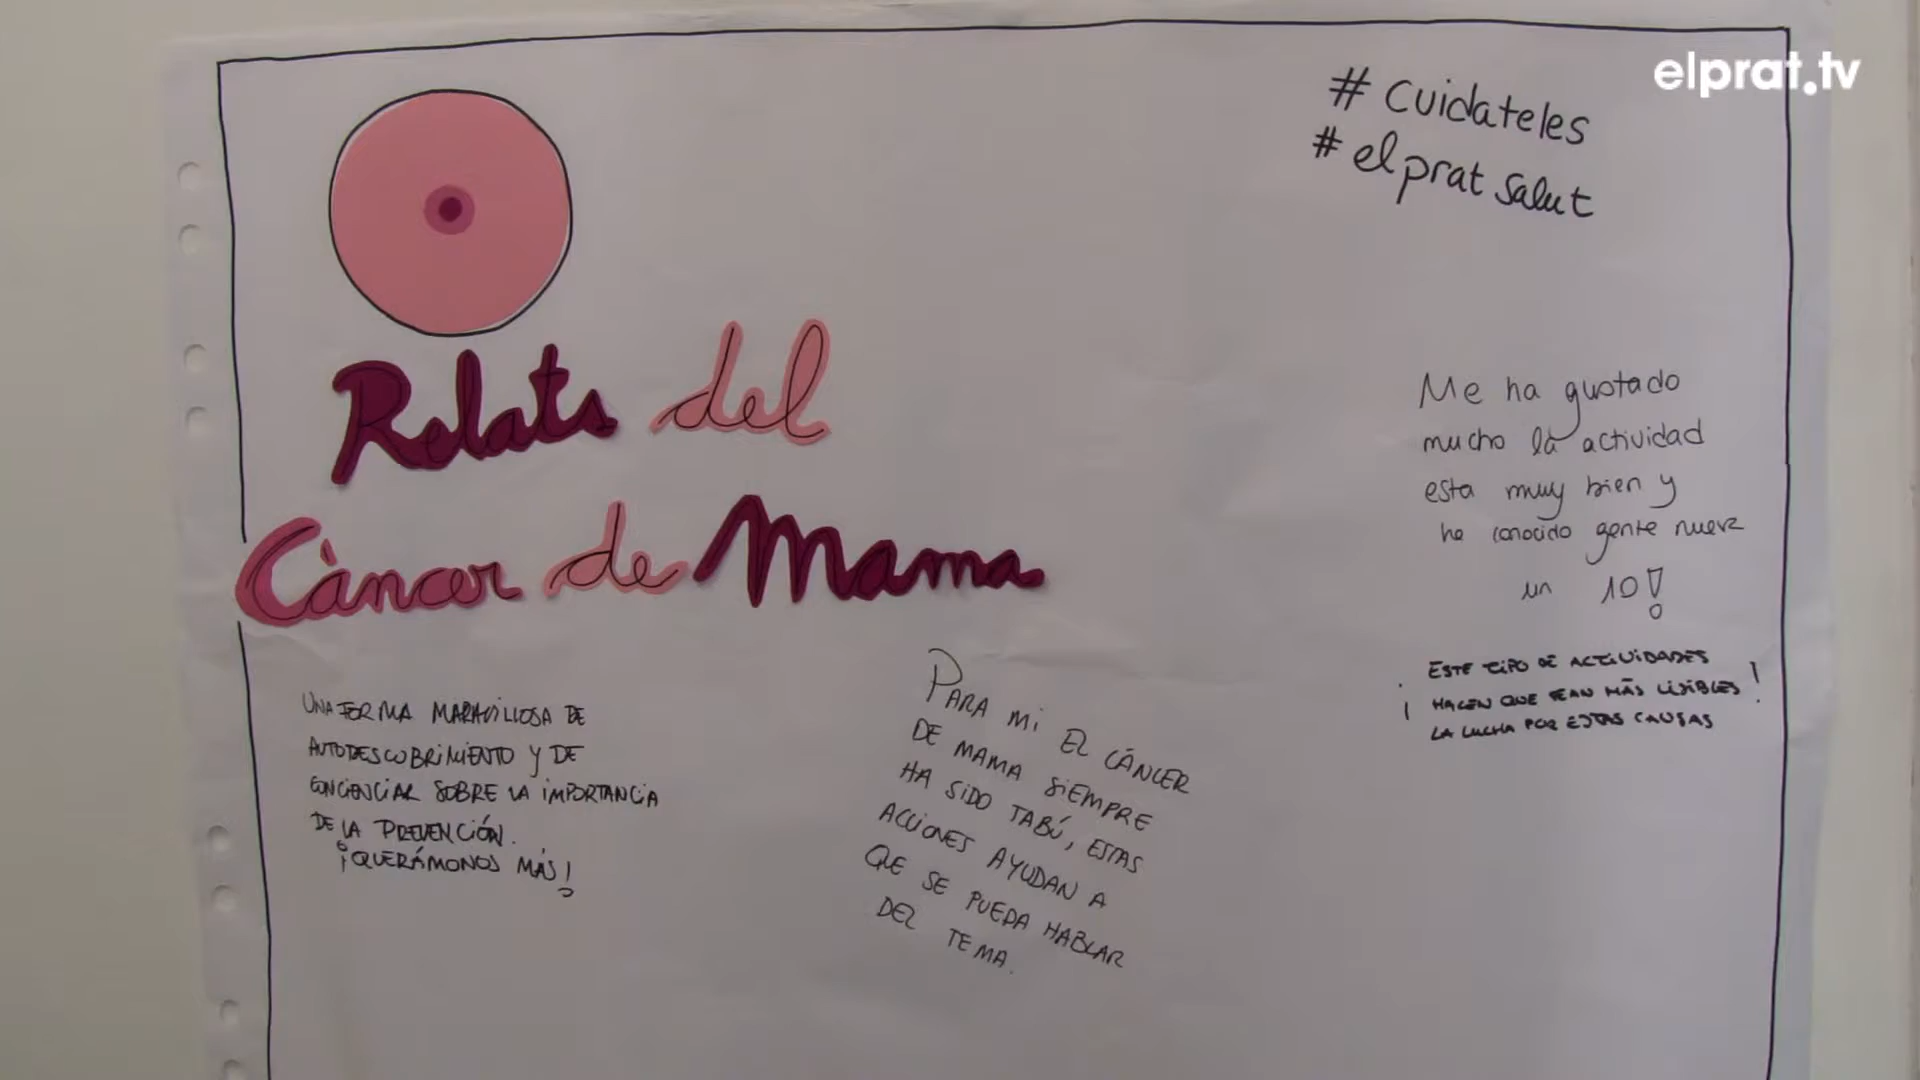 elprat.tv
#cuidateles
#elprat salut
Relats del
Càncer de Mama
Me ha gustado
mucho la actividad
esta muy bien y
he conocido gente nueva
un 10!
UNA FORMA MARAVILLOSA DE
AUTODESCOBRIMIENTO Y DE
CONCIENCIAR SOBRE LA IMPORTANCIA
DE LA PREVENCIÓN.
¡QUERÁMONOS MÁS!
PARA MI EL CÁNCER
DE MAMA SIEMPRE
HA SIDO TABÚ, ESTAS
ACCIONES AYUDAN A
QUE SE PUEDA HABLAR
DEL TEMA.
ESTE TIPO DE ACTIVIDADES
¡HACEN QUE SEAN MÁS VISIBLES!
LA LUCHA POR ESTAS CAUSAS